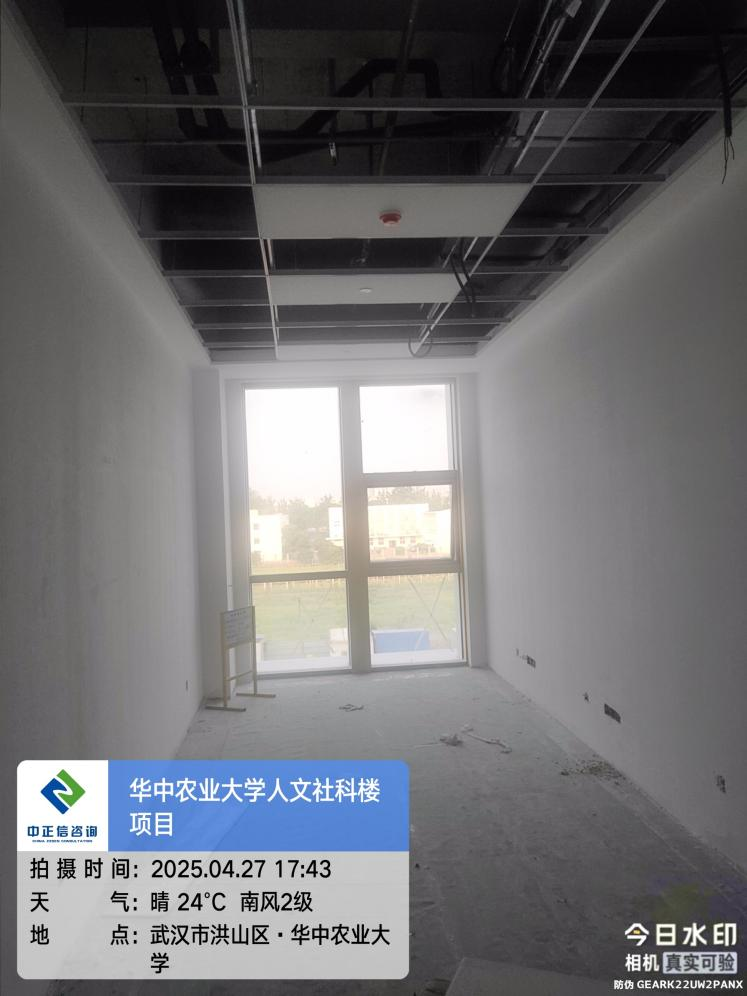 华中农业大学人文社科楼
项目
中正信咨询
CHINA ZEXIN CONSULTATION
拍摄时间：2025.04.27 17:43
天气：晴 24℃ 南风2级
地点：武汉市洪山区·华中农业大
学
今日水印
相机 真实可验
防伪 GEARK22UW2PANX